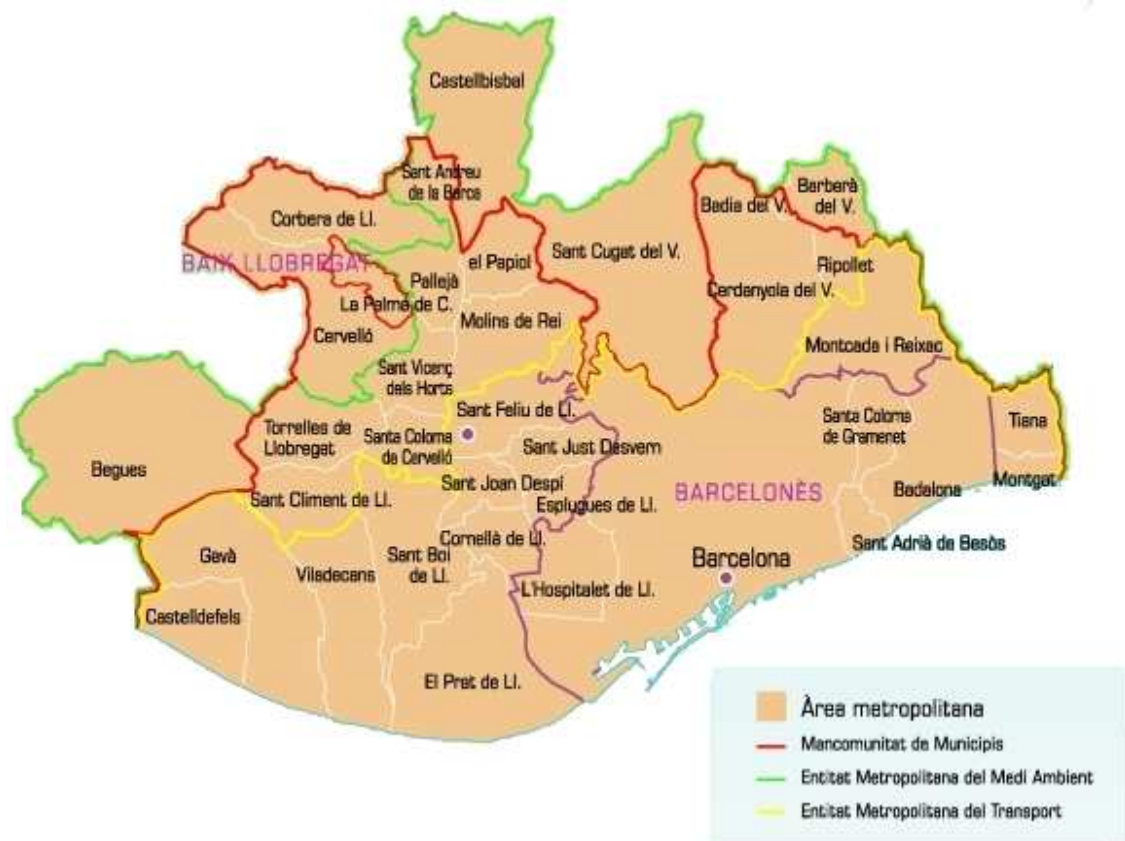 Castellbisbal
Sant Andreu
de la Barca
Corbera de Ll.
BAIX LLOBREGAT
Pallejà
el Papiol
La Palma de C.
Cervelló
Molins de Rei
Sant Cugat del V.
Badia del V.
Barberà
del V.
Ripollet
Cerdanyola del V.
Montcada i Reixac
Sant Vicenç
dels Horts
Sant Feliu de Ll.
Torrelles de
Llobregat
Santa Coloma
de Cervelló
Sant Just Desvern
Santa Coloma
de Gramenet
Tiana
Begues
Sant Climent de Ll.
Sant Joan Despí
Esplugues de Ll.
BARCELONÈS
Badalona
Montgat
Gavà
Viladecans
Sant Boi
de Ll.
Cornellà de Ll.
Sant Adrià de Besòs
Barcelona
L'Hospitalet de Ll.
Castelldefels
El Prat de Ll.
Àrea metropolitana
Mancomunitat de Municipis
Entitat Metropolitana del Medi Ambient
Entitat Metropolitana del Transport